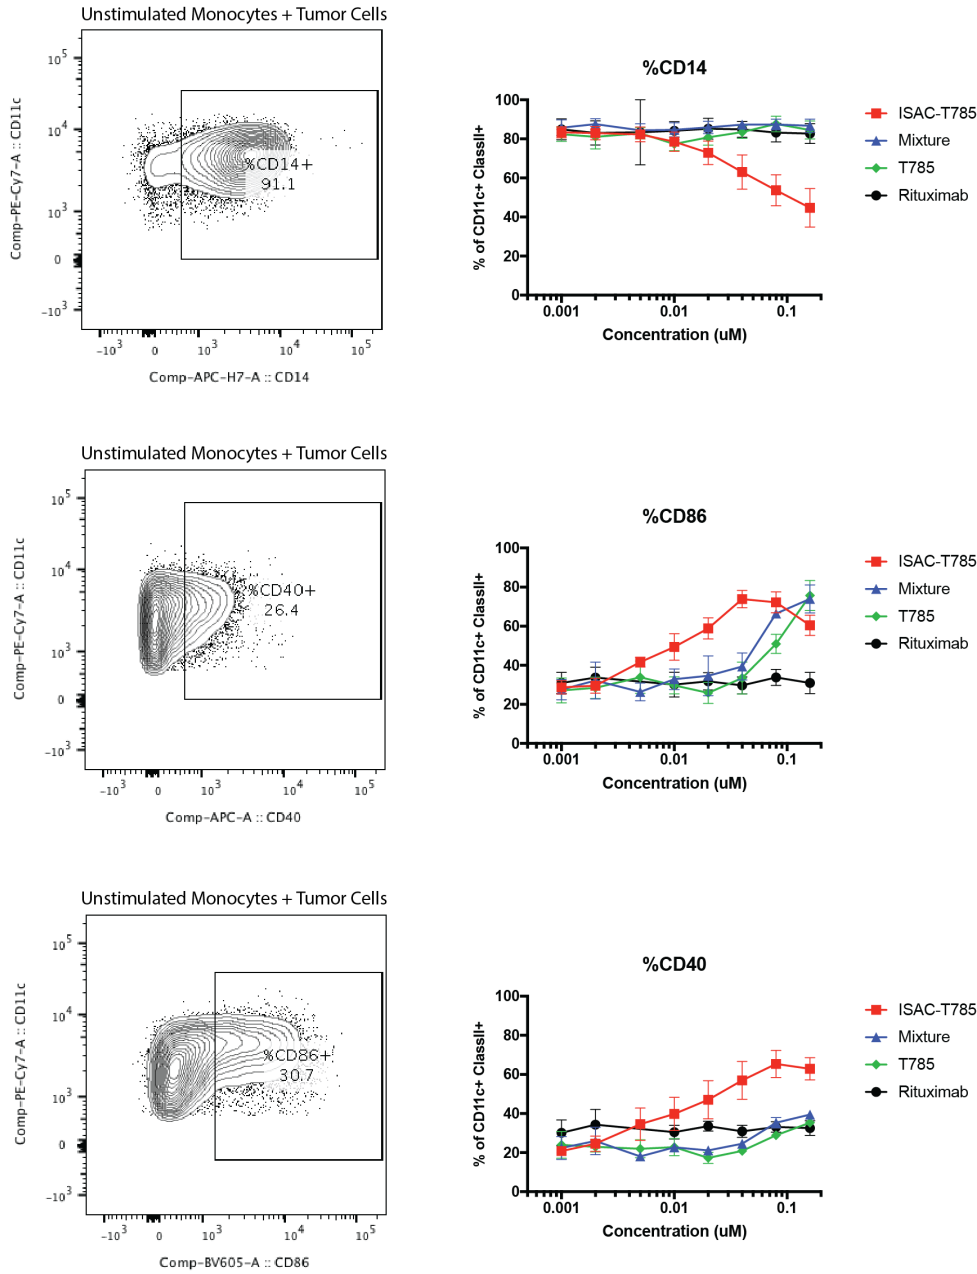 Unstimulated Monocytes + Tumor Cells
10^5
10^4
10^3
0
-10^3
Comp-PE-Cy7-A :: CD11c
%CD14+
91.1
-10^3 0 10^3 10^4 10^5
Comp-APC-H7-A :: CD14
%CD14
100
80
60
40
20
0
% of CD11c+ ClassII+
0.001 0.01 0.1
Concentration (uM)
ISAC-T785
Mixture
T785
Rituximab
Unstimulated Monocytes + Tumor Cells
10^5
10^4
10^3
0
-10^3
Comp-PE-Cy7-A :: CD11c
%CD40+
26.4
-10^3 0 10^3 10^4 10^5
Comp-APC-A :: CD40
%CD86
100
80
60
40
20
0
% of CD11c+ ClassII+
0.001 0.01 0.1
Concentration (uM)
ISAC-T785
Mixture
T785
Rituximab
Unstimulated Monocytes + Tumor Cells
10^5
10^4
10^3
0
-10^3
Comp-PE-Cy7-A :: CD11c
%CD86+
30.7
-10^3 0 10^3 10^4 10^5
Comp-BV605-A :: CD86
%CD40
100
80
60
40
20
0
% of CD11c+ ClassII+
0.001 0.01 0.1
Concentration (uM)
ISAC-T785
Mixture
T785
Rituximab